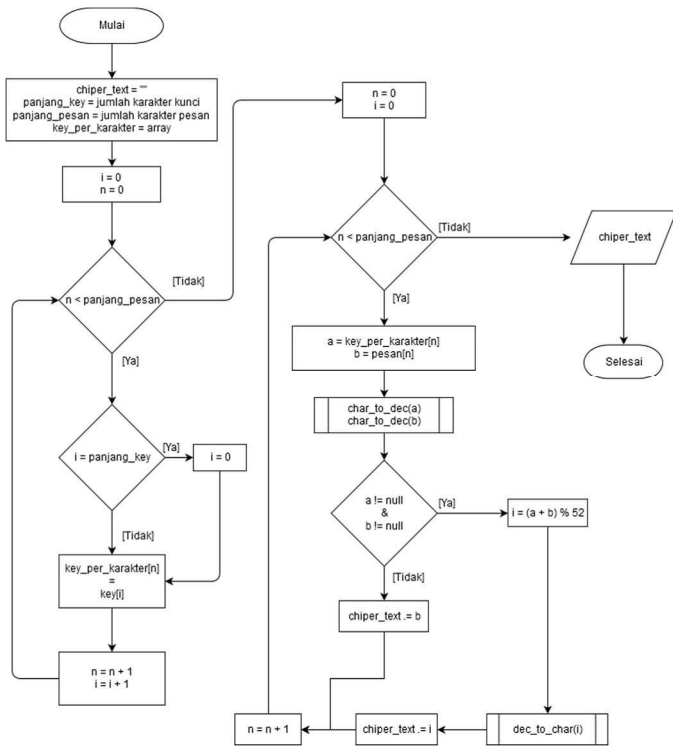 Mulai
chiper_text = ""
panjang_key = jumlah karakter kunci
panjang_pesan = jumlah karakter pesan
key_per_karakter = array
i = 0
n = 0
n < panjang_pesan
[Tidak]
[Ya]
i = panjang_key
[Ya]
i = 0
[Tidak]
key_per_karakter[n]
=
key[i]
n = n + 1
i = i + 1
n = 0
i = 0
n < panjang_pesan
[Tidak]
chiper_text
Selesai
[Ya]
a = key_per_karakter[n]
b = pesan[n]
char_to_dec(a)
char_to_dec(b)
a != null
&
b != null
[Ya]
i = (a + b) % 52
[Tidak]
chiper_text .= b
n = n + 1
chiper_text .= i
dec_to_char(i)